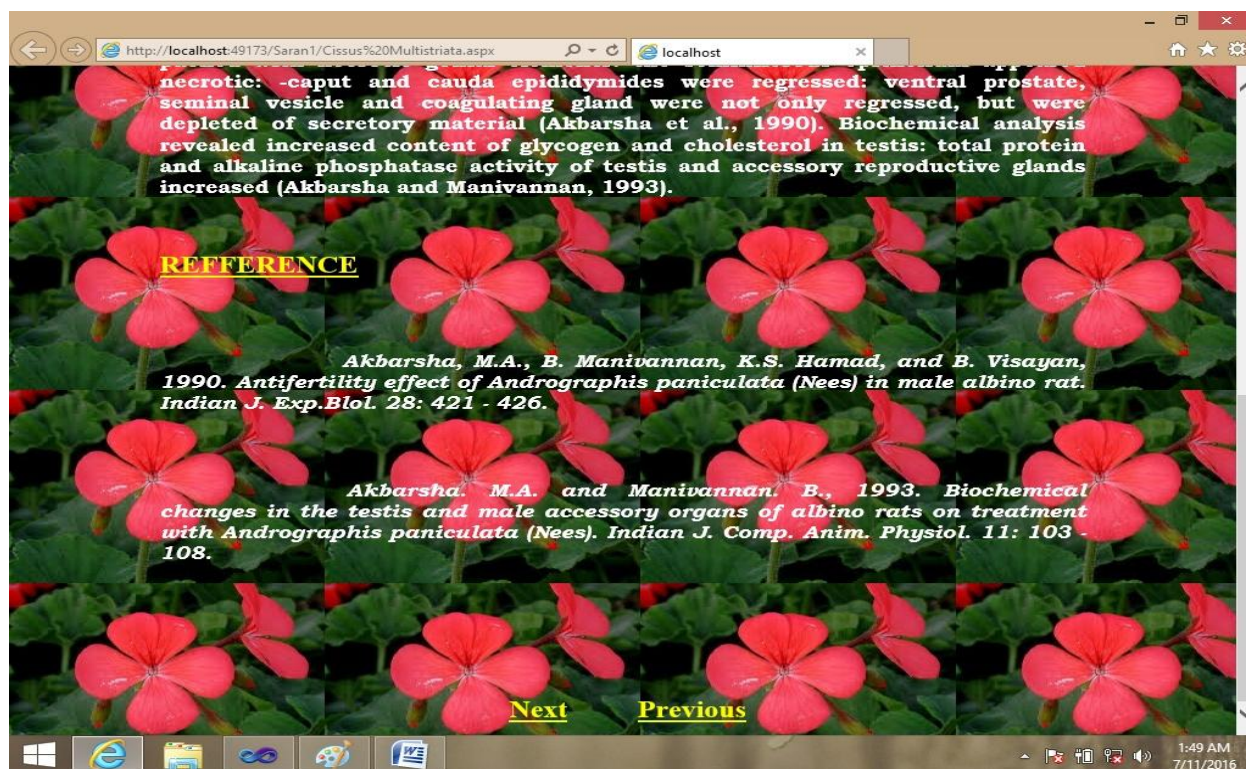 http://localhost:49173/Saran1/Cissus%20Multistriata.aspx
localhost
necrotic: -caput and cauda epididymides were regressed: ventral prostate,
seminal vesicle and coagulating gland were not only regressed, but were
depleted of secretory material (Akbarsha et al., 1990). Biochemical analysis
revealed increased content of glycogen and cholesterol in testis: total protein
and alkaline phosphatase activity of testis and accessory reproductive glands
increased (Akbarsha and Manivannan, 1993).
REFFERENCE
Akbarsha, M.A., B. Manivannan, K.S. Hamad, and B. Visayan,
1990. Antifertility effect of Andrographis paniculata (Nees) in male albino rat.
Indian J. Exp.Blol. 28: 421 - 426.
Akbarsha. M.A. and Manivannan. B., 1993. Biochemical
changes in the testis and male accessory organs of albino rats on treatment
with Andrographis paniculata (Nees). Indian J. Comp. Anim. Physiol. 11: 103 -
108.
Next Previous
1:49 AM
7/11/2016